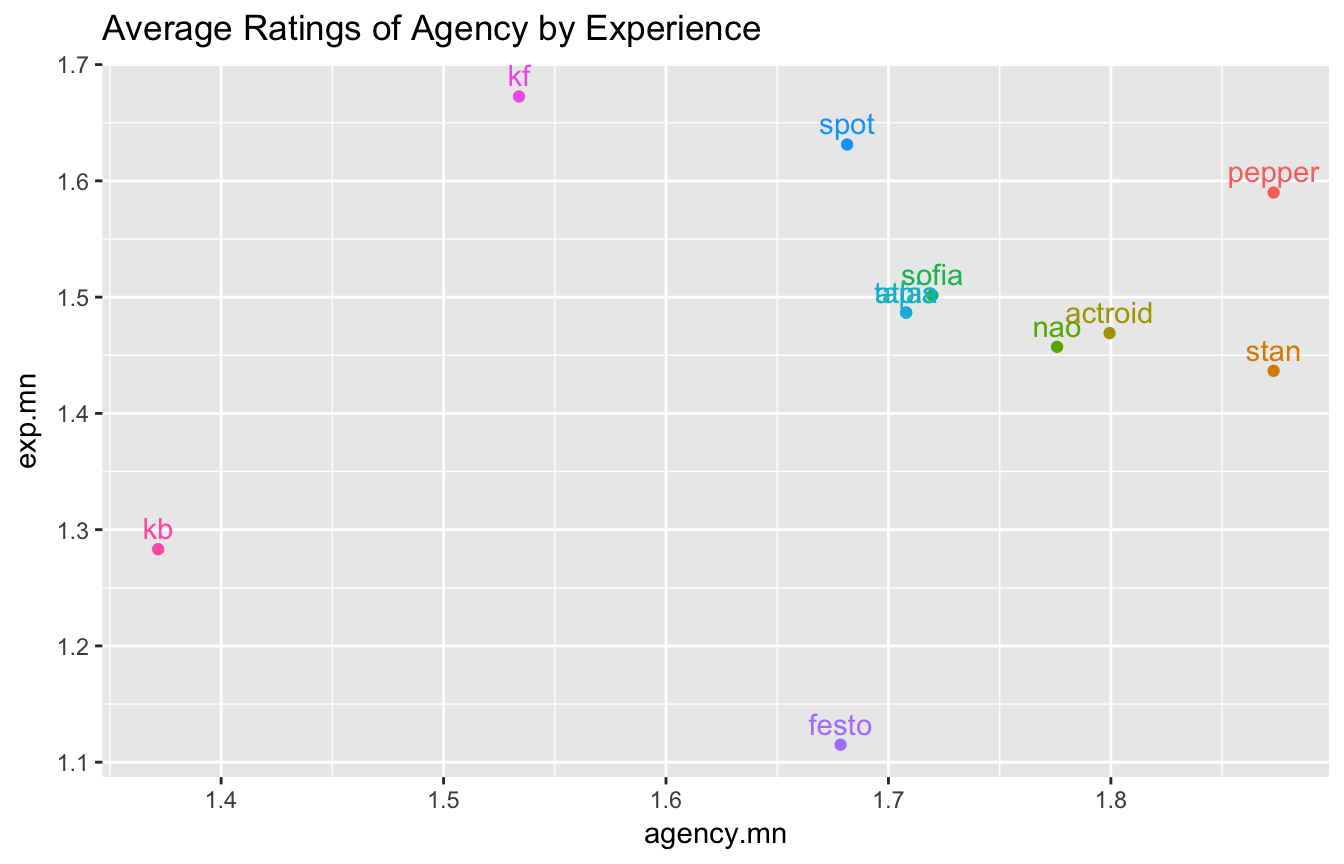 Average Ratings of Agency by Experience
1.7
kf
spot
1.6
pepper
sofia
1.5
actroid
nao
stan
1.4
exp.mn
1.3
kb
1.2
festo
1.1
1.4 1.5 1.6 1.7 1.8
agency.mn